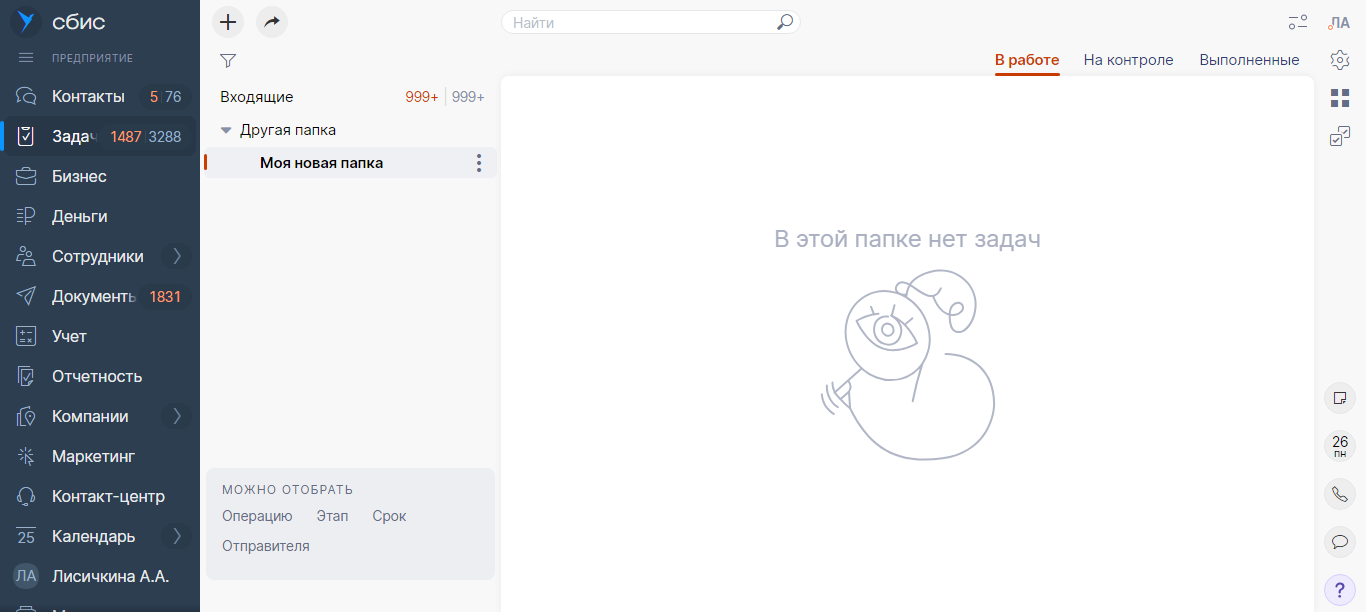 сбис
ПРЕДПРИЯТИЕ
Контакты 5 76
Задач 1487 3288
Бизнес
Деньги
Сотрудники
Документы 1831
Учет
Отчетность
Компании
Маркетинг
Контакт-центр
25 Календарь
ЛА Лисичкина А.А.
Входящие 999+ 999+
Другая папка
Моя новая папка
МОЖНО ОТОБРАТЬ
Операцию Этап Срок
Отправителя
Найти
В работе На контроле Выполненные
В этой папке нет задач
ЛА
26
ПН
?